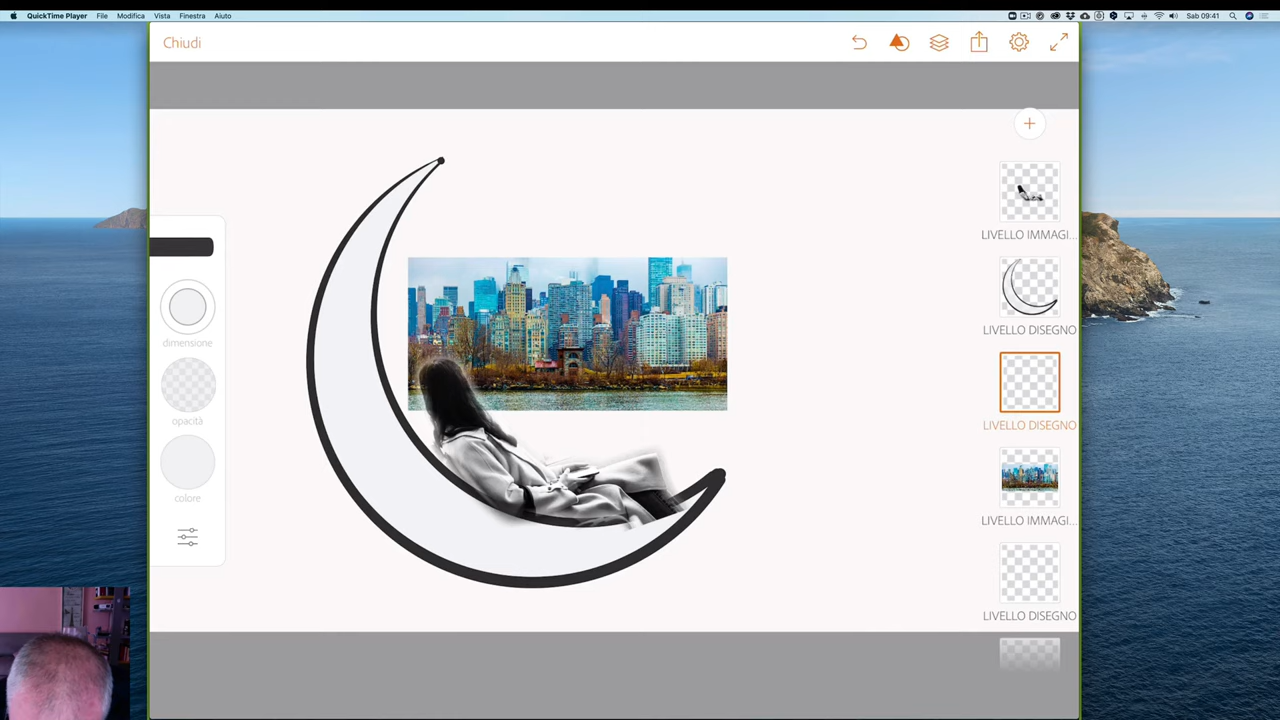 QuickTime Player File Modifica Vista Finestra Aiuto
Sab 09:41
Chiudi
LIVELLO IMMAGI...
LIVELLO DISEGNO
dimensione
opacità
LIVELLO DISEGNO
colore
LIVELLO IMMAGI...
LIVELLO DISEGNO